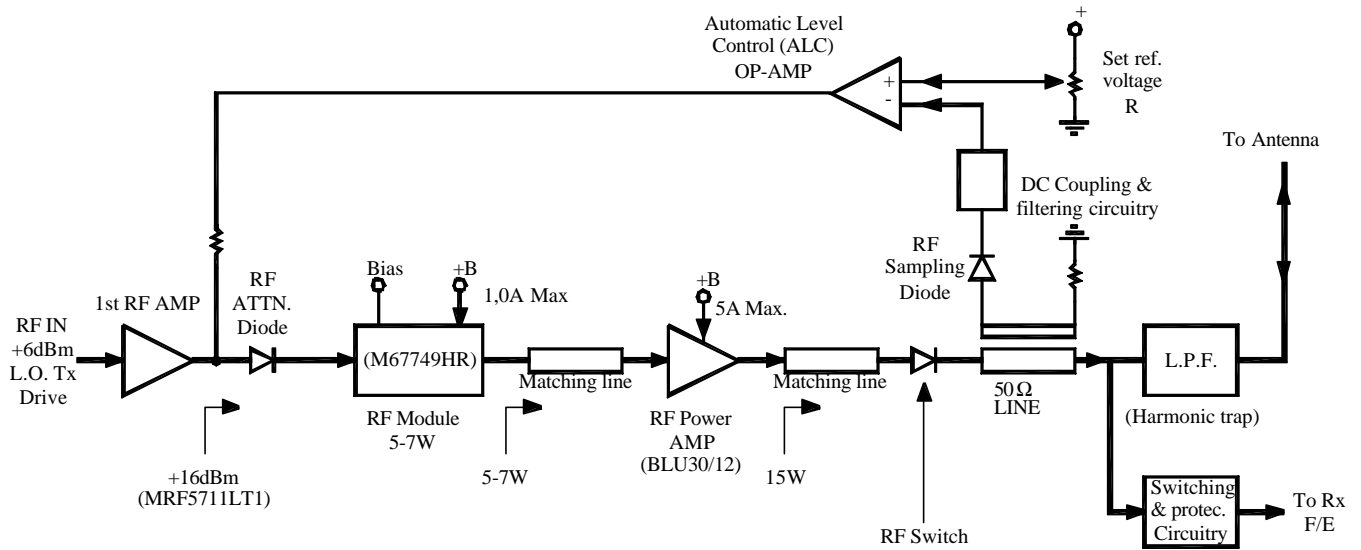 Automatic Level
Control (ALC)
OP-AMP
+
-
+
Set ref.
voltage
R
To Antenna
DC Coupling &
filtering circuitry
RF
Sampling
Diode
RF IN
+6dBm
L.O. Tx
Drive
1st RF AMP
RF
ATTN.
Diode
Bias
+B
1,0A Max
(M67749HR)
RF Module
5-7W
+16dBm
(MRF5711LT1)
Matching line
5-7W
+B
5A Max.
RF Power
AMP
(BLU30/12)
Matching line
15W
RF Switch
50Ω
LINE
L.P.F.
(Harmonic trap)
Switching
& protec.
Circuitry
To Rx
F/E